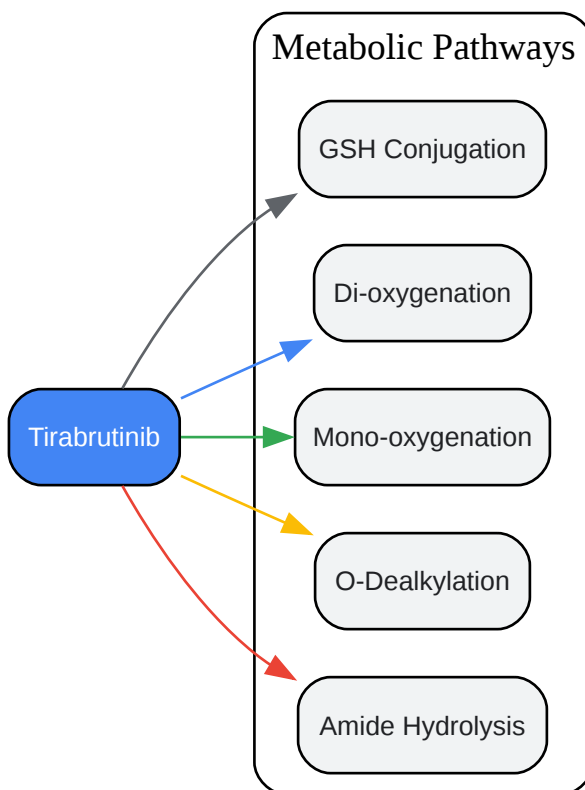 Metabolic Pathways
GSH Conjugation
Di-oxygenation
Tirabrutinib
Mono-oxygenation
O-Dealkylation
Amide Hydrolysis